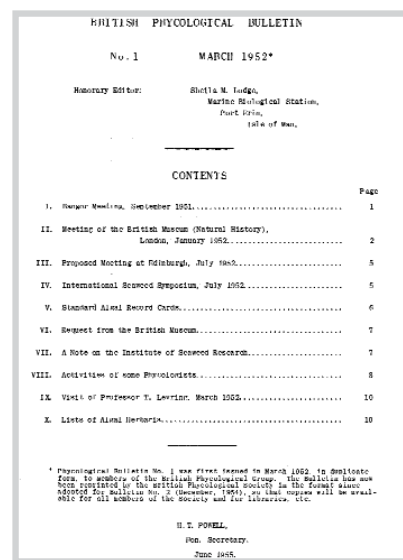 BRITISH PHYCOLOGICAL BULLETIN
No. 1 MARCH 1952*
Honorary Editor: Sheila M. Lodge,
Marine Biological Station,
Port Erin,
Isle of Man.
CONTENTS
Page
I. Bangor Meeting, September 1951. 1
II. Meeting of the British Museum (Natural History),
London, January 1952. 2
III. Proposed Meeting at Edinburgh, July 1952. 5
IV. International Seaweed Symposium, July 1952. 5
V. Standard Algal Record Cards. 6
VI. Request from the British Museum. 7
VII. A Note on the Institute of Seaweed Research. 7
VIII. Activities of some Phycologists. 8
IX. Visit of Professor T. Levring, March 1952. 10
X. Lists of Algal Herbaria. 10
* Phycological Bulletin No. 1 was first issued in March 1952, in duplicate
form, to members of the British Phycological Group. The Bulletin has now
been reprinted by the British Phycological Society in the format since
adopted for Bulletin No. 2 (December, 1954), so that copies will be avail-
able for all members of the Society and for libraries, etc.
H. T. POWELL,
Hon. Secretary.
June 1955.